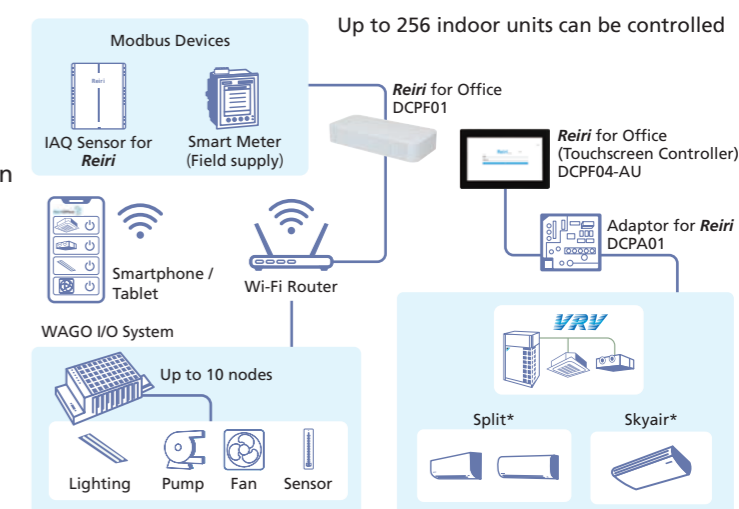 Up to 256 indoor units can be controlled
Modbus Devices
Reiri
IAQ Sensor for
Reiri
Smart Meter
(Field supply)
Reiri for Office
DCPF01
Reiri for Office
(Touchscreen Controller)
DCPF04-AU
n
Adaptor for Reiri
DCPA01
Smartphone /
Tablet
Wi-Fi Router
WAGO I/O System
Up to 10 nodes
Lighting
Pump
Fan
Sensor
VRV
Split*
Skyair*